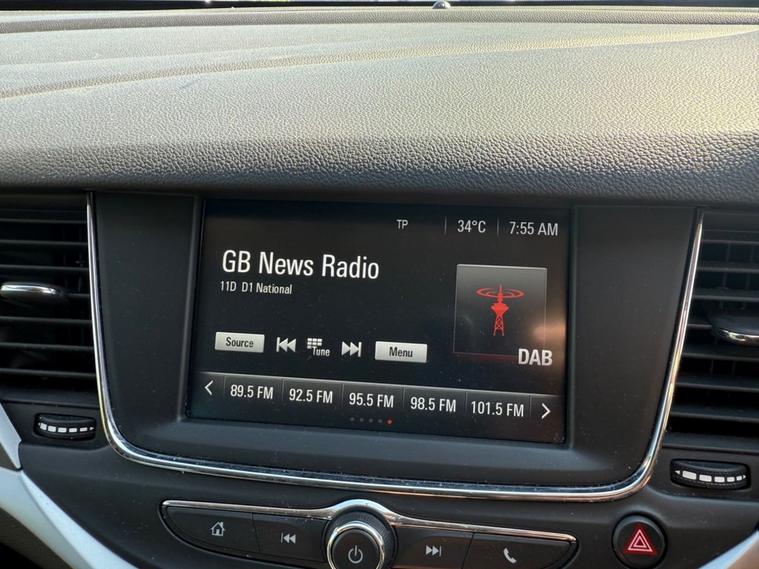 TP 34°C 7:55 AM
GB News Radio
11D D1 National
Source Tune Menu
DAB
89.5 FM 92.5 FM 95.5 FM 98.5 FM 101.5 FM